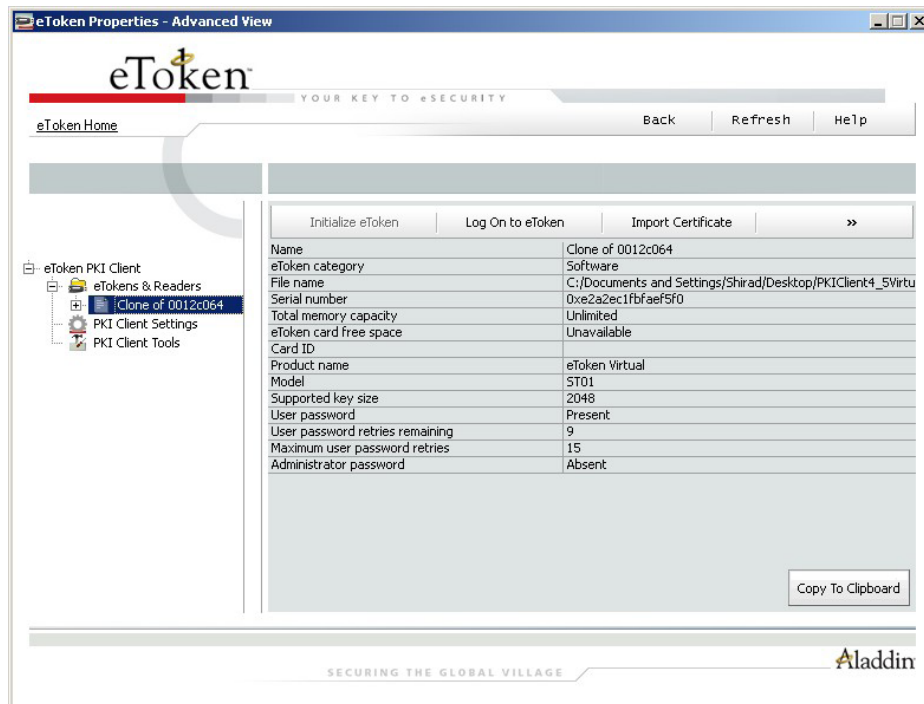 eToken Properties - Advanced View
eToken
YOUR KEY TO eSECURITY
eToken Home
Back Refresh Help
Initialize eToken Log On to eToken Import Certificate »
eToken PKI Client
eTokens & Readers
Clone of 0012c064
PKI Client Settings
PKI Client Tools
Name Clone of 0012c064
eToken category Software
File name C:/Documents and Settings/Shirad/Desktop/PKIClient4_5Virtu
Serial number 0xe2a2ec1fbfaef5f0
Total memory capacity Unlimited
eToken card free space Unavailable
Card ID
Product name eToken Virtual
Model ST01
Supported key size 2048
User password Present
User password retries remaining 9
Maximum user password retries 15
Administrator password Absent
Copy To Clipboard
Aladdin
SECURING THE GLOBAL VILLAGE